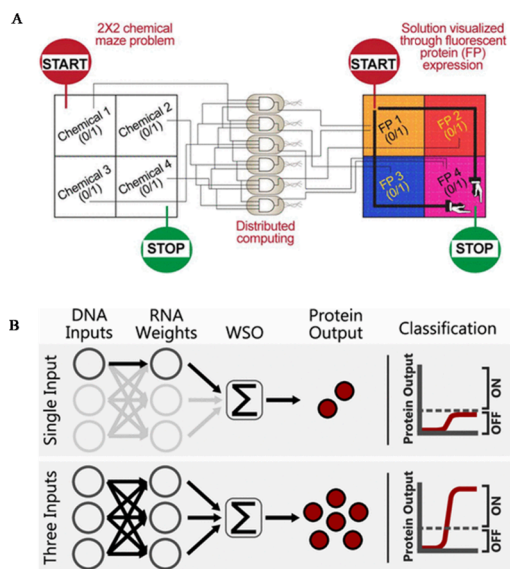 A
2X2 chemical
maze problem
START
Chemical 1
(0/1)
Chemical 2
(0/1)
Chemical 3
(0/1)
Chemical 4
(0/1)
STOP
Distributed
computing
Solution visualized
through fluorescent
protein (FP)
expression
START
FP 1
(0/1)
FP 2
(0/1)
FP 3
(0/1)
FP 4
(0/1)
STOP
B
DNA
Inputs
RNA
Weights
WSO
Protein
Output
Classification
Single Input
Σ
Protein Output
ON
OFF
Three Inputs
Σ
Protein Output
ON
OFF